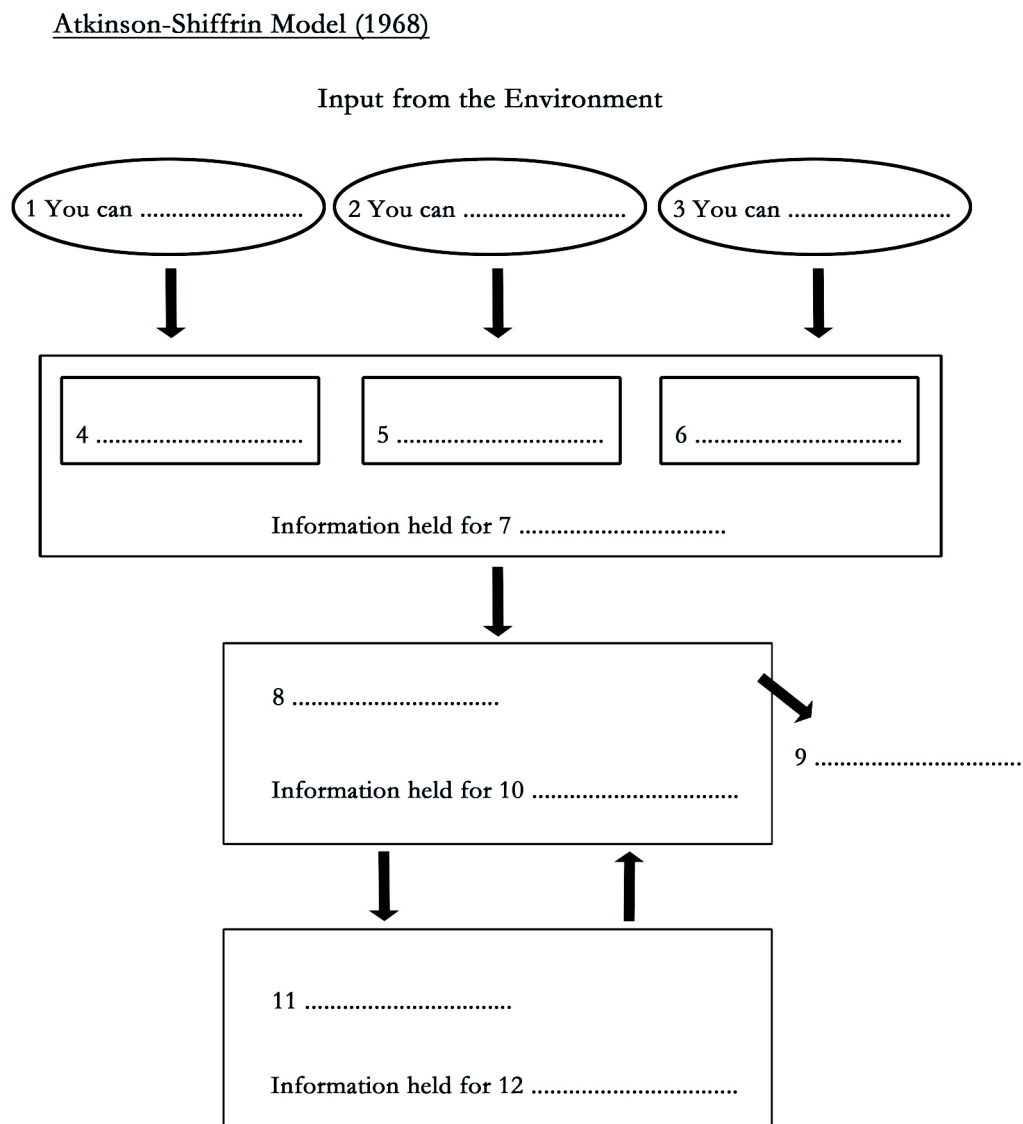 Atkinson-Shiffrin Model (1968)
Input from the Environment
1 You can ..........................
2 You can ..........................
3 You can ..........................
4 .................................
5 .................................
6 .................................
Information held for 7 .................................
8 .................................
9 .................................
Information held for 10 .................................
11 .................................
Information held for 12 .................................